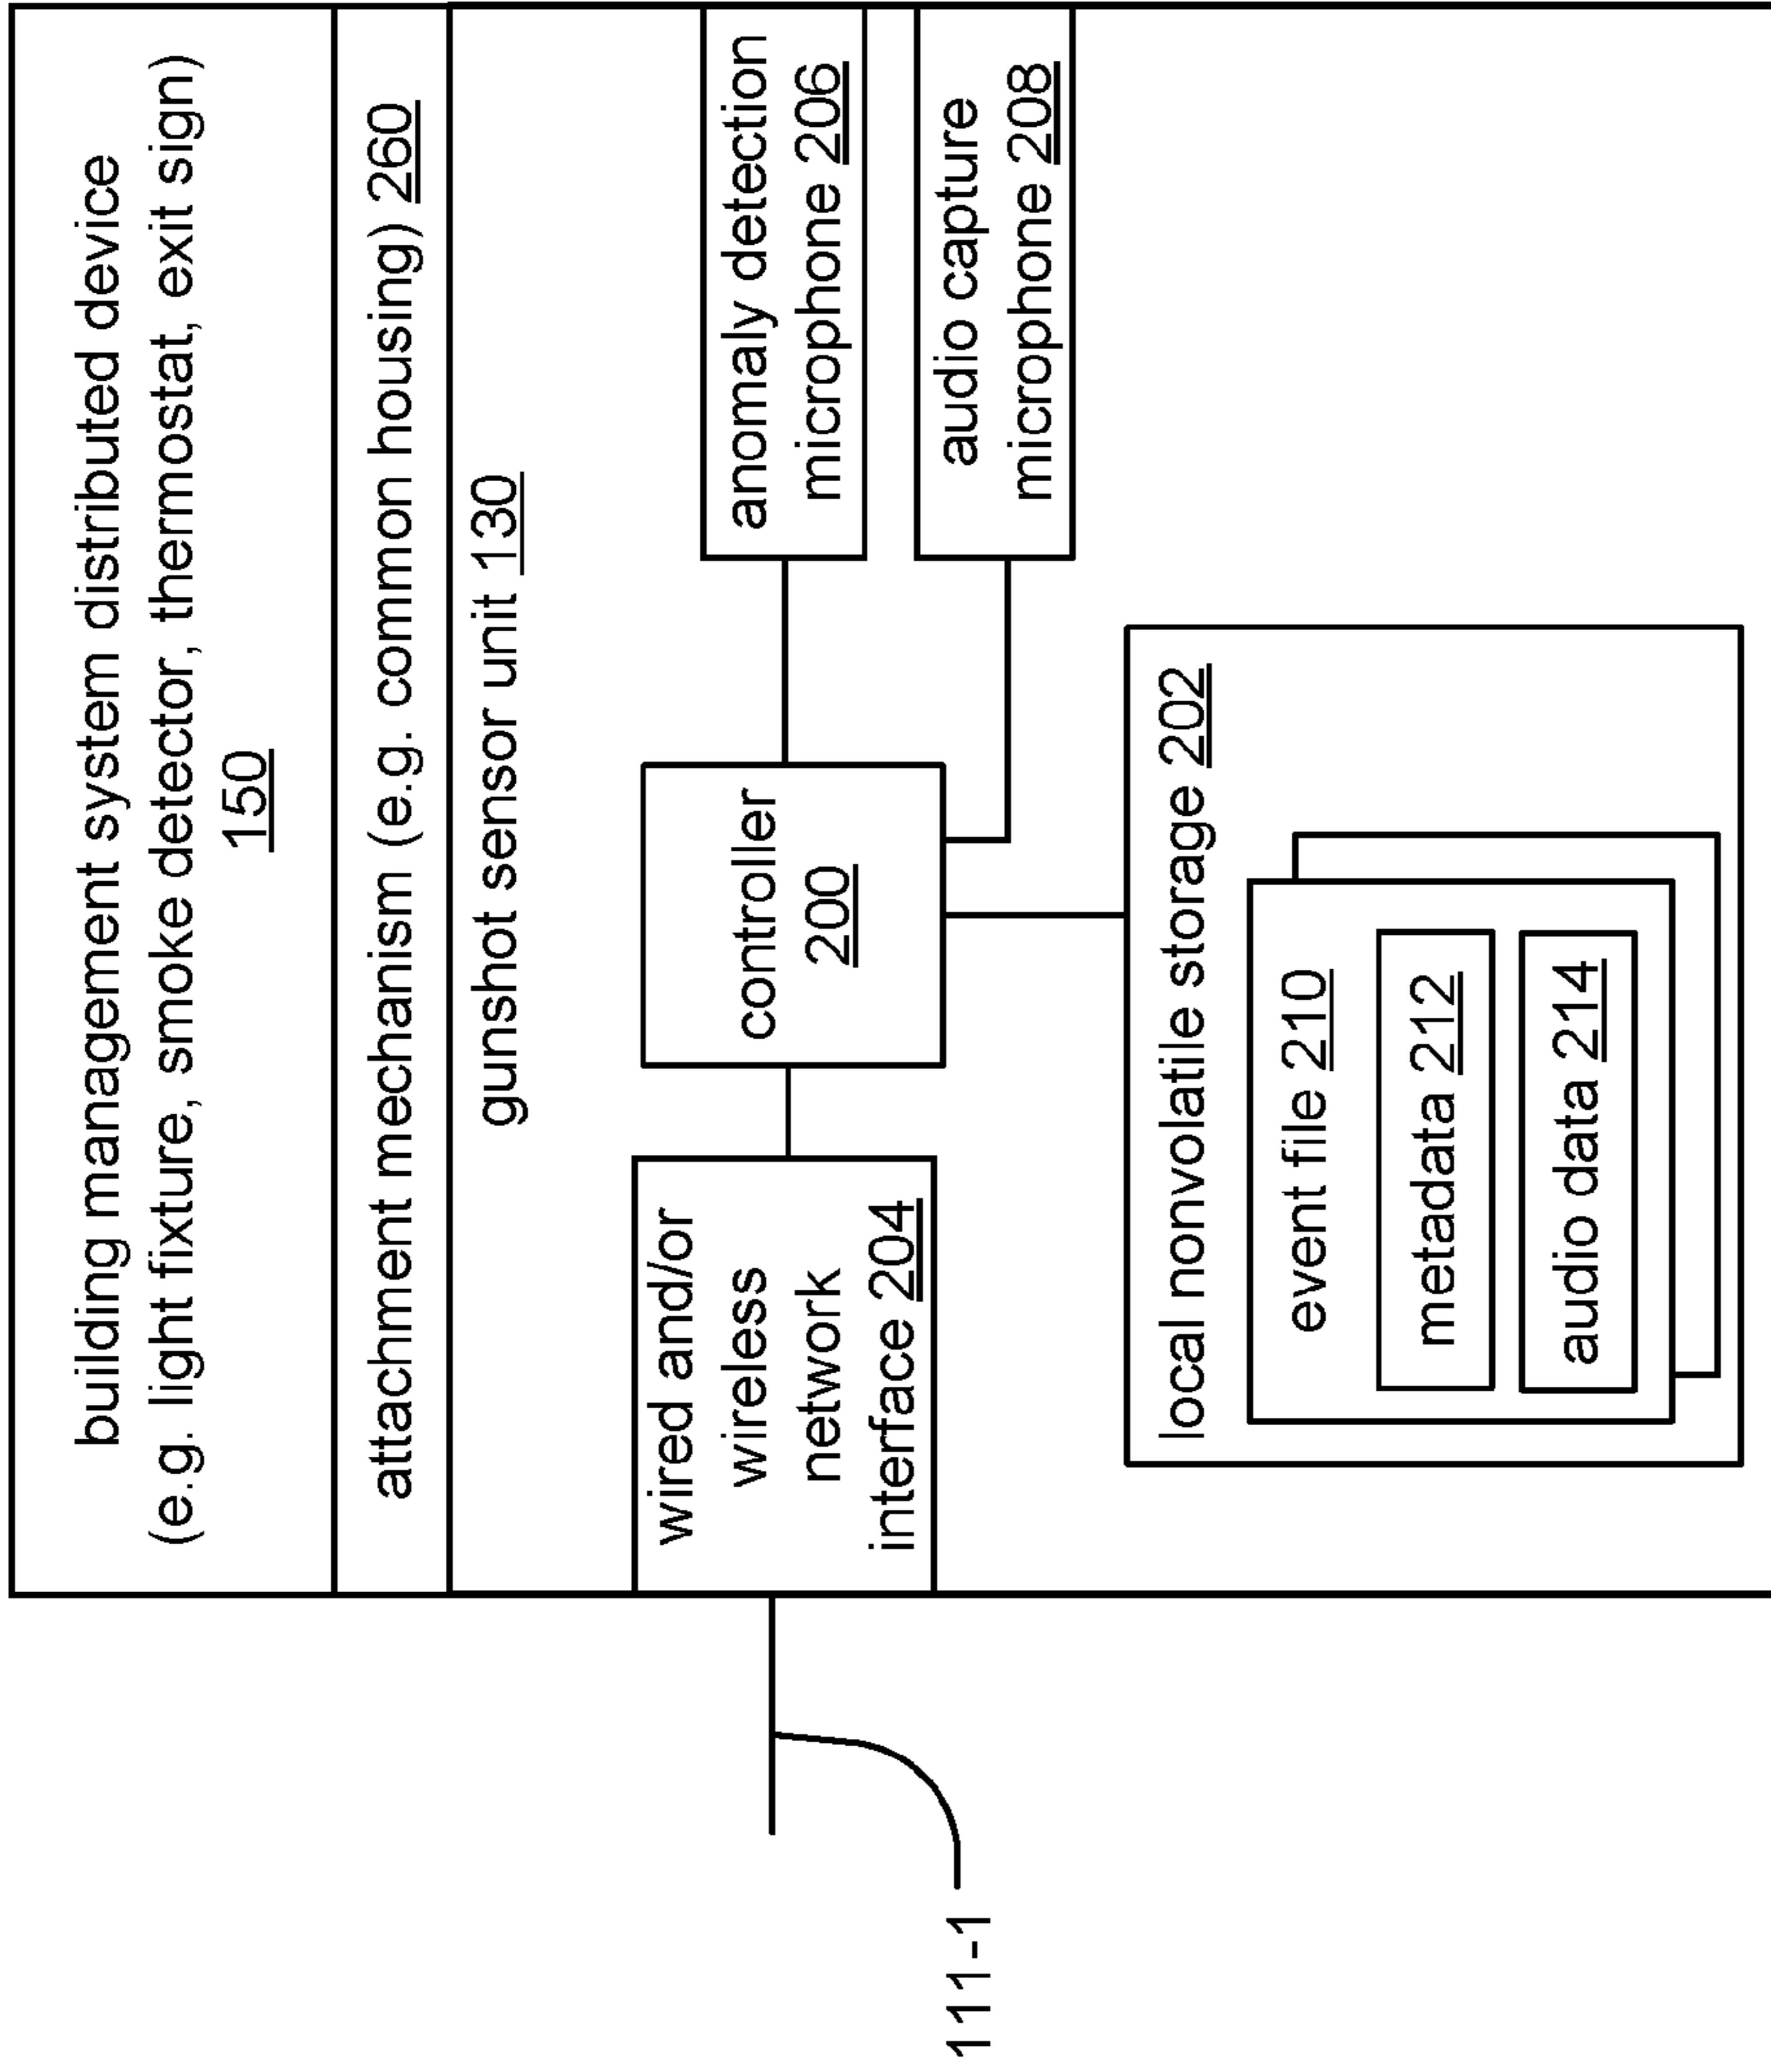 building management system distributed device
(e.g. light fixture, smoke detector, thermostat, exit sign)
150
attachment mechanism (e.g. common housing) 260
gunshot sensor unit 130
wired and/or
wireless
network
interface 204
controller
200
anomaly detection
microphone 206
audio capture
microphone 208
local nonvolatile storage 202
event file 210
metadata 212
audio data 214
111-1